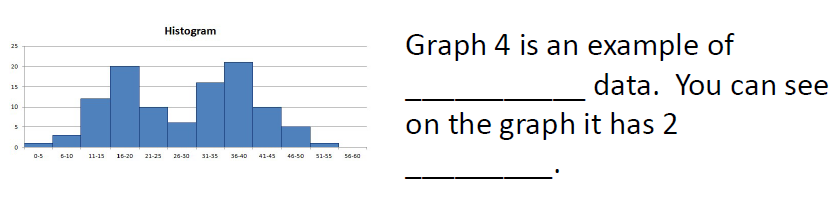 Histogram
25
20
15
10
5
0
0-5 6-10 11-15 16-20 21-25 26-30 31-35 36-40 41-45 46-50 51-55 56-60
Graph 4 is an example of
___________ data. You can see
on the graph it has 2
_________.